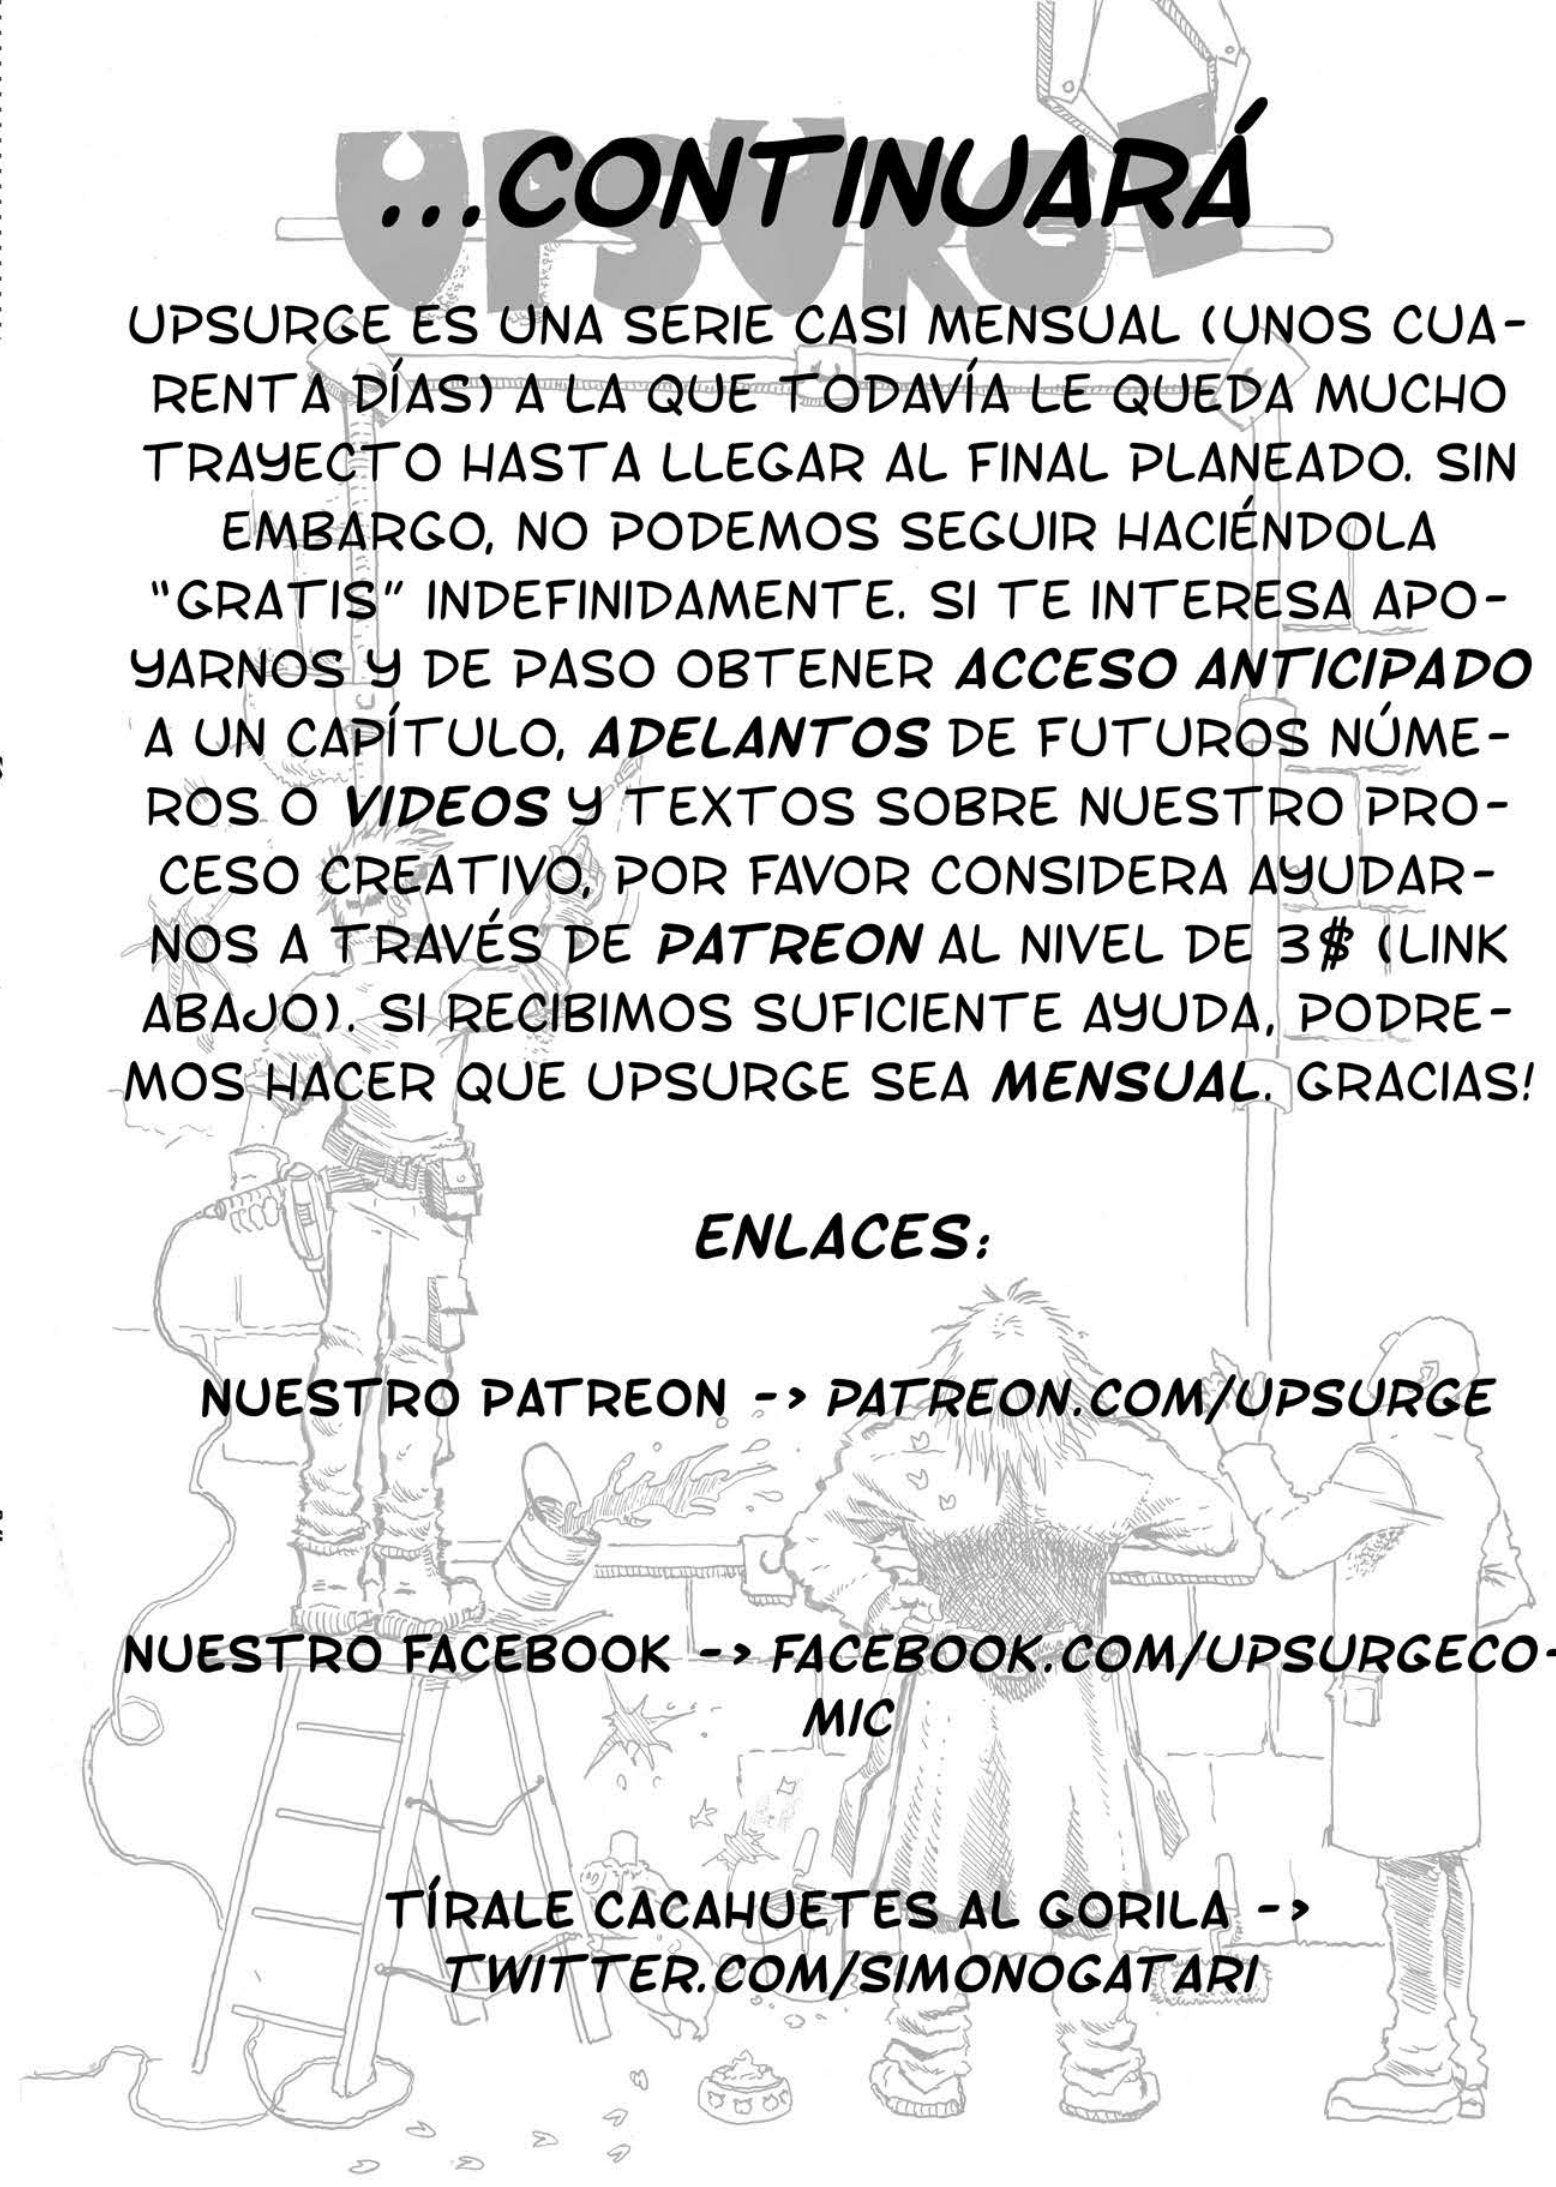 UPSURGE
...CONTINUARÁ
UPSURGE ES UNA SERIE CASI MENSUAL (UNOS CUA-
RENTA DÍAS) A LA QUE TODAVÍA LE QUEDA MUCHO
TRAYECTO HASTA LLEGAR AL FINAL PLANEADO. SIN
EMBARGO, NO PODEMOS SEGUIR HACIÉNDOLA
“GRATIS” INDEFINIDAMENTE. SI TE INTERESA APO-
YARNOS Y DE PASO OBTENER ACCESO ANTICIPADO
A UN CAPÍTULO, ADELANTOS DE FUTUROS NÚME-
ROS O VIDEOS Y TEXTOS SOBRE NUESTRO PRO-
CESO CREATIVO, POR FAVOR CONSIDERA AYUDAR-
NOS A TRAVÉS DE PATREON AL NIVEL DE 3$ (LINK
ABAJO). SI RECIBIMOS SUFICIENTE AYUDA, PODRE-
MOS HACER QUE UPSURGE SEA MENSUAL. GRACIAS!
ENLACES:
NUESTRO PATREON -> PATREON.COM/UPSURGE
NUESTRO FACEBOOK -> FACEBOOK.COM/UPSURGECO-
MIC
TÍRALE CACAHUETES AL GORILA ->
TWITTER.COM/SIMONOGATARI